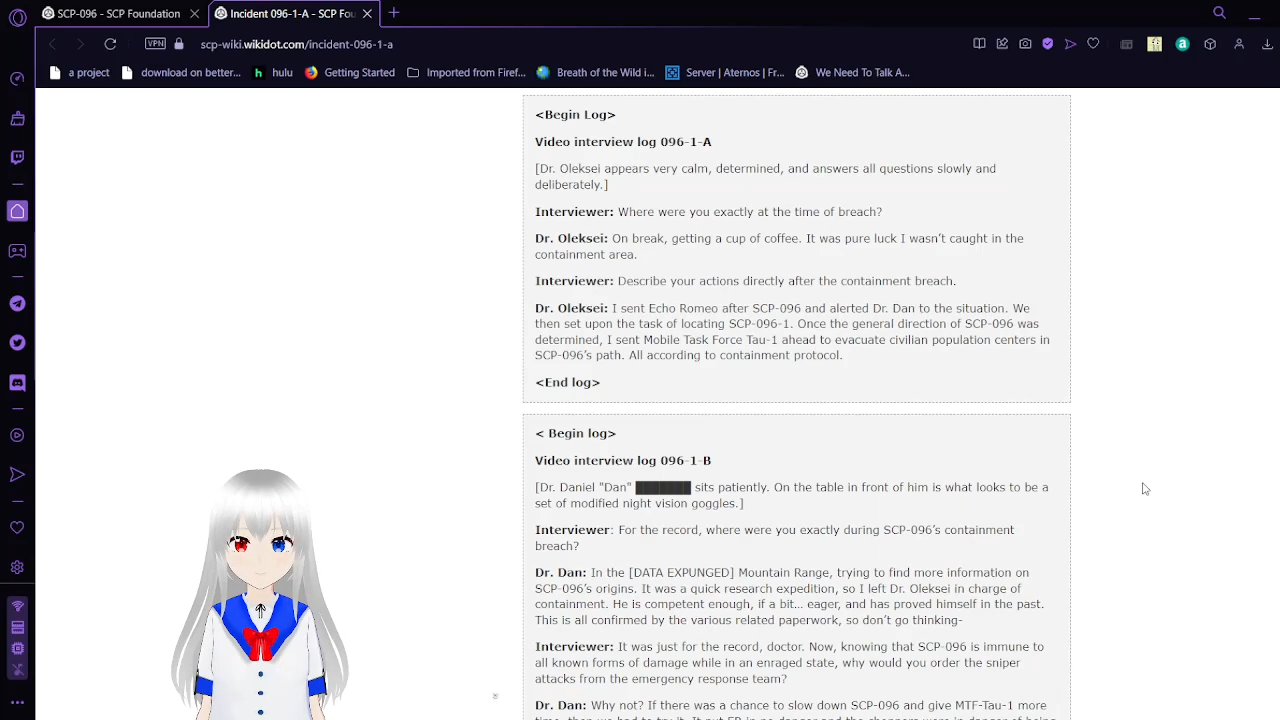 SCP-096 - SCP Foundation
Incident 096-1-A - SCP Fou
VPN
scp-wiki.wikidot.com/incident-096-1-a
a project
download on better...
hulu
Getting Started
Imported from Firef...
Breath of the Wild i...
Server | Aternos | Fr...
We Need To Talk A...
<Begin Log>
Video interview log 096-1-A
[Dr. Oleksei appears very calm, determined, and answers all questions slowly and
deliberately.]
Interviewer: Where were you exactly at the time of breach?
Dr. Oleksei: On break, getting a cup of coffee. It was pure luck I wasn't caught in the
containment area.
Interviewer: Describe your actions directly after the containment breach.
Dr. Oleksei: I sent Echo Romeo after SCP-096 and alerted Dr. Dan to the situation. We
then set upon the task of locating SCP-096-1. Once the general direction of SCP-096 was
determined, I sent Mobile Task Force Tau-1 ahead to evacuate civilian population centers in
SCP-096's path. All according to containment protocol.
<End log>
< Begin log>
Video interview log 096-1-B
[Dr. Daniel "Dan" ███████ sits patiently. On the table in front of him is what looks to be a
set of modified night vision goggles.]
Interviewer: For the record, where were you exactly during SCP-096's containment
breach?
Dr. Dan: In the [DATA EXPUNGED] Mountain Range, trying to find more information on
SCP-096's origins. It was a quick research expedition, so I left Dr. Oleksei in charge of
containment. He is competent enough, if a bit... eager, and has proved himself in the past.
This is all confirmed by the various related paperwork, so don't go thinking-
Interviewer: It was just for the record, doctor. Now, knowing that SCP-096 is immune to
all known forms of damage while in an enraged state, why would you order the sniper
attacks from the emergency response team?
Dr. Dan: Why not? If there was a chance to slow down SCP-096 and give MTF-Tau-1 more